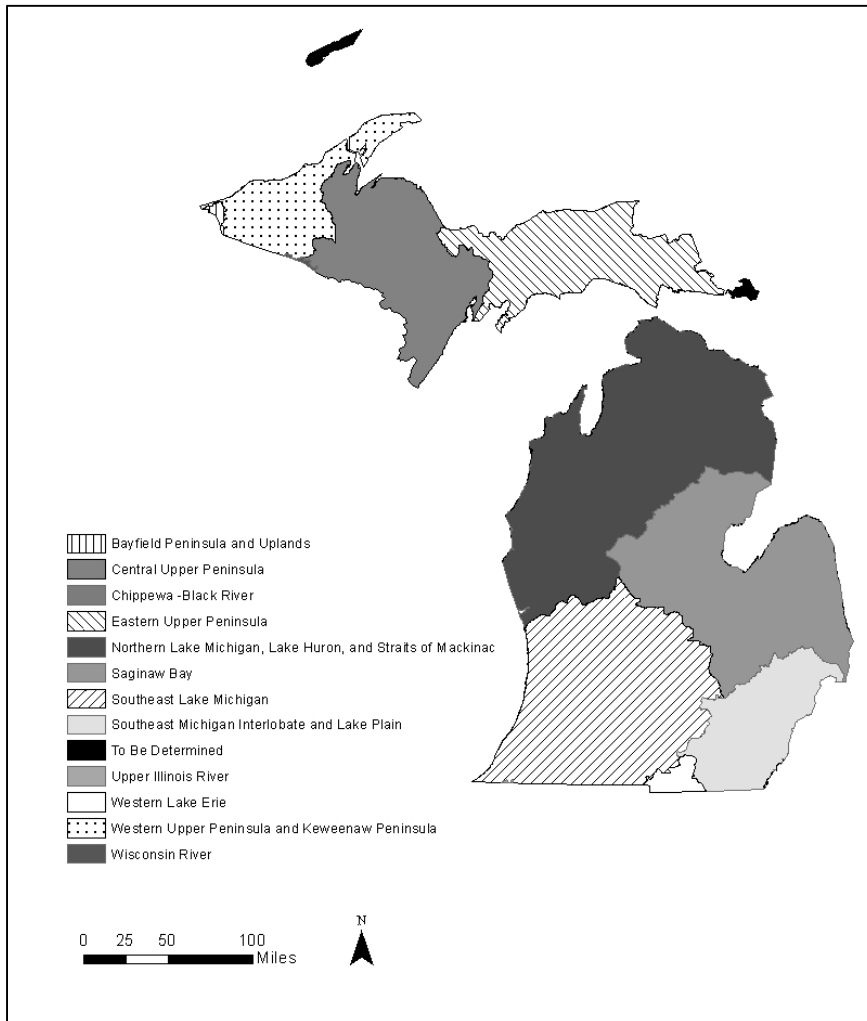 Bayfield Peninsula and Uplands
Central Upper Peninsula
Chippewa -Black River
Eastern Upper Peninsula
Northern Lake Michigan, Lake Huron, and Straits of Mackinac
Saginaw Bay
Southeast Lake Michigan
Southeast Michigan Interlobate and Lake Plain
To Be Determined
Upper Illinois River
Western Lake Erie
Western Upper Peninsula and Keweenaw Peninsula
Wisconsin River
0 25 50 100
Miles
N